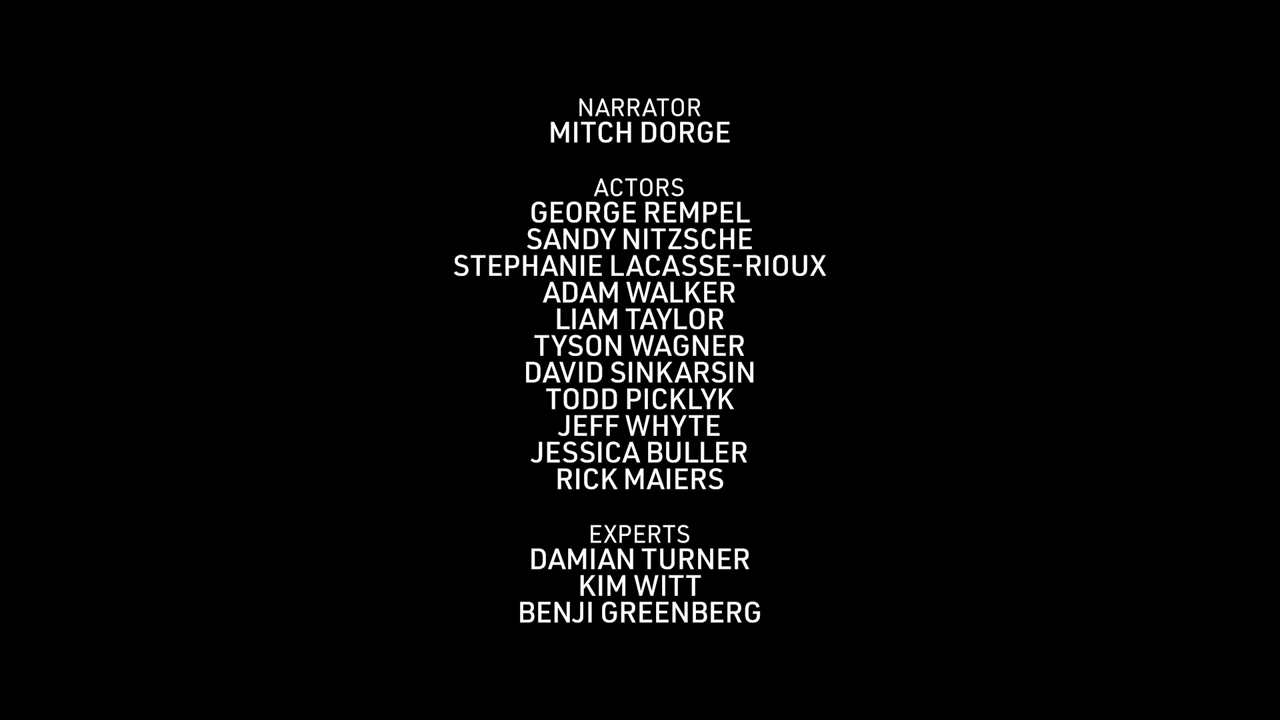 NARRATOR
MITCH DORGE
ACTORS
GEORGE REMPEL
SANDY NITZSCHE
STEPHANIE LACASSE-RIOUX
ADAM WALKER
LIAM TAYLOR
TYSON WAGNER
DAVID SINKARSIN
TODD PICKLYK
JEFF WHYTE
JESSICA BULLER
RICK MAIERS
EXPERTS
DAMIAN TURNER
KIM WITT
BENJI GREENBERG